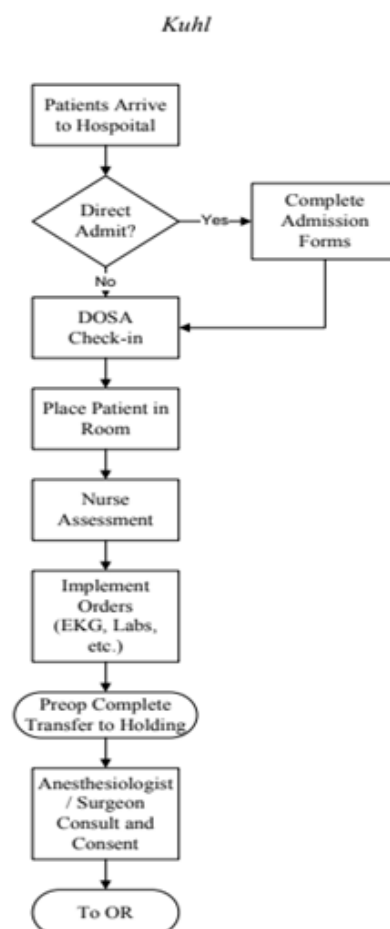 Kuhl
Patients Arrive
to Hospoital
Direct
Admit?
Yes
Complete
Admission
Forms
No
DOSA
Check-in
Place Patient in
Room
Nurse
Assessment
Implement
Orders
(EKG, Labs,
etc.)
Preop Complete
Transfer to Holding
Anesthesiologist
/ Surgeon
Consult and
Consent
To OR